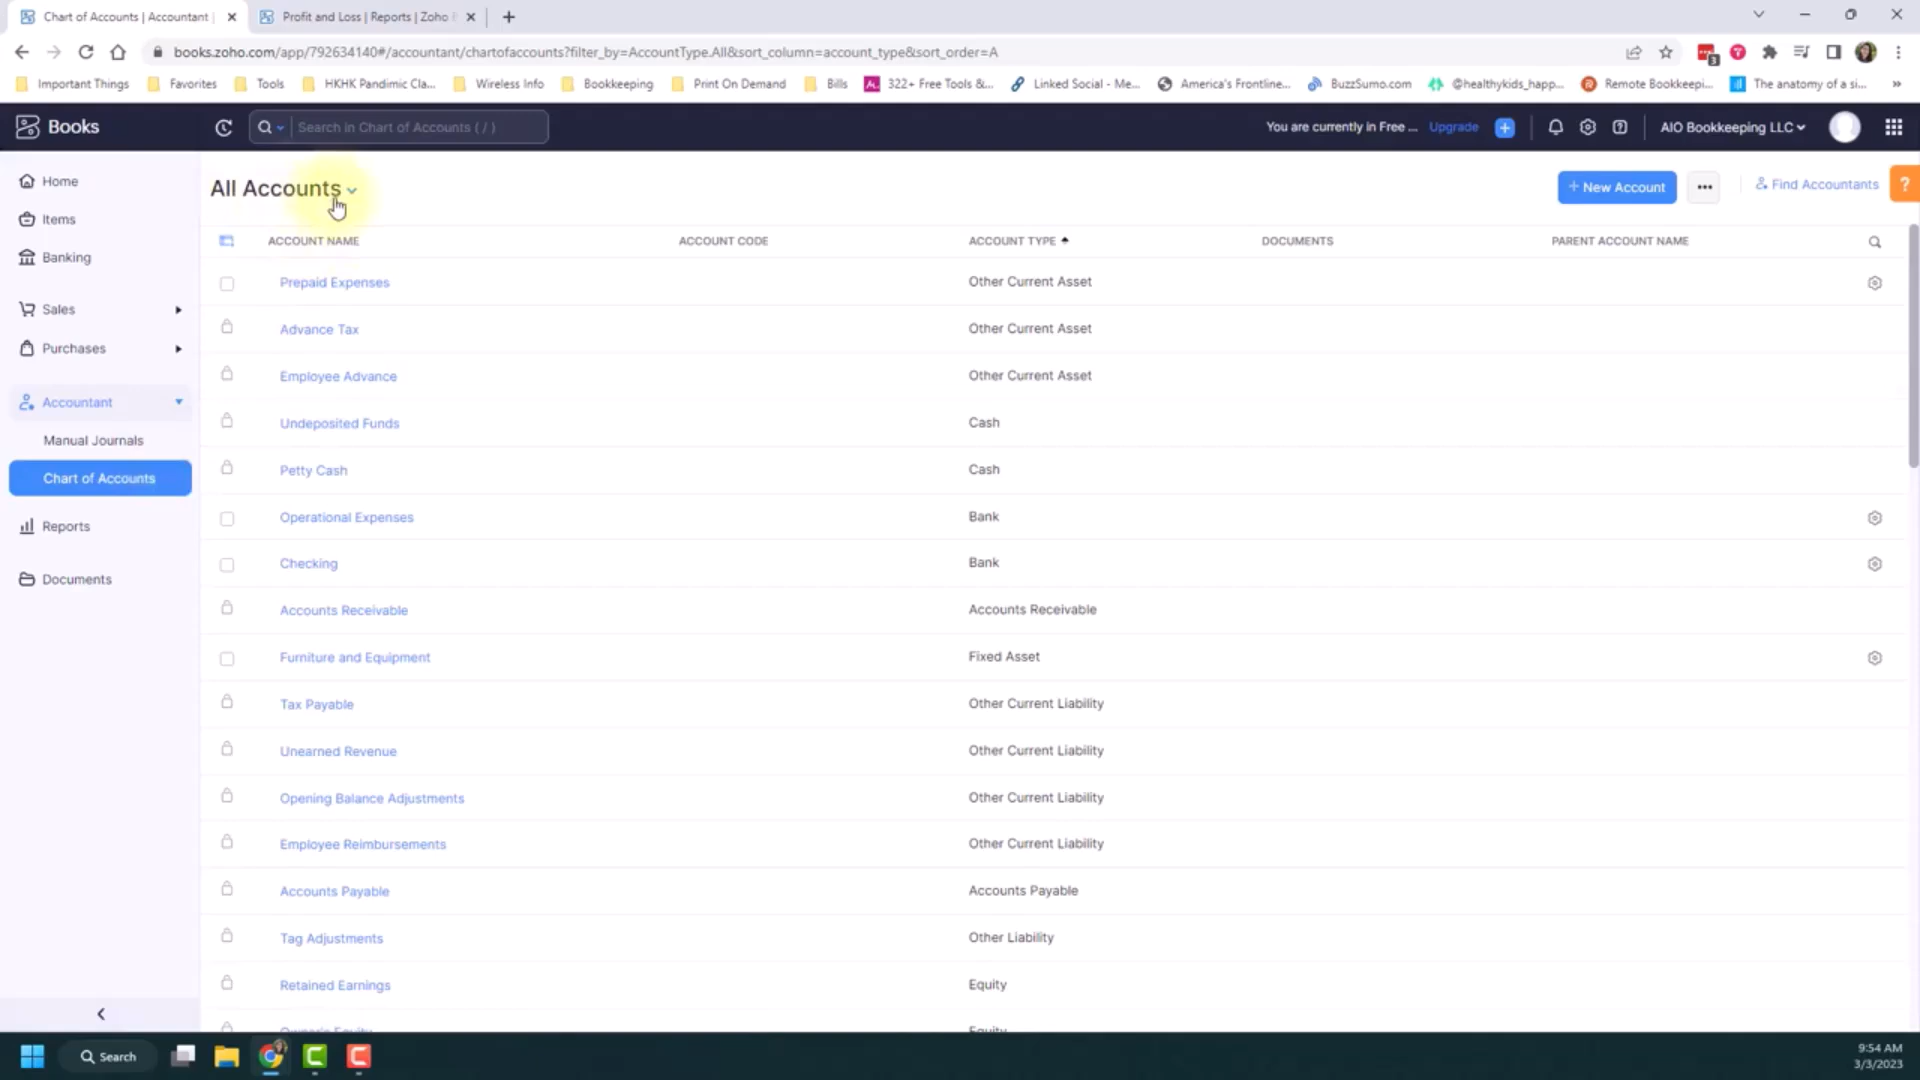 Chart of Accounts | Accountant |
Profit and Loss | Reports | Zoho B
books.zoho.com/app/792634140#/accountant/chartofaccounts?filter_by=AccountType.All&sort_column=account_type&sort_order=A
3
Important Things
Favorites
Tools
HKHK Pandimic Cla...
Wireless Info
Bookkeeping
Print On Demand
Bills
322+ Free Tools &...
Linked Social - Me...
America's Frontline...
BuzzSumo.com
@healthykids_happ...
Remote Bookkeepi...
The anatomy of a si...
Books
Search in Chart of Accounts ( / )
You are currently in Free ...
Upgrade
AIO Bookkeeping LLC
Home
Items
Banking
Sales
Purchases
Accountant
Manual Journals
Chart of Accounts
Reports
Documents
All Accounts
+ New Account
Find Accountants
?
ACCOUNT NAME ACCOUNT CODE ACCOUNT TYPE DOCUMENTS PARENT ACCOUNT NAME
Prepaid Expenses Other Current Asset
Advance Tax Other Current Asset
Employee Advance Other Current Asset
Undeposited Funds Cash
Petty Cash Cash
Operational Expenses Bank
Checking Bank
Accounts Receivable Accounts Receivable
Furniture and Equipment Fixed Asset
Tax Payable Other Current Liability
Unearned Revenue Other Current Liability
Opening Balance Adjustments Other Current Liability
Employee Reimbursements Other Current Liability
Accounts Payable Accounts Payable
Tag Adjustments Other Liability
Retained Earnings Equity
Owner's Equity Equity
Search
9:54 AM
3/3/2023